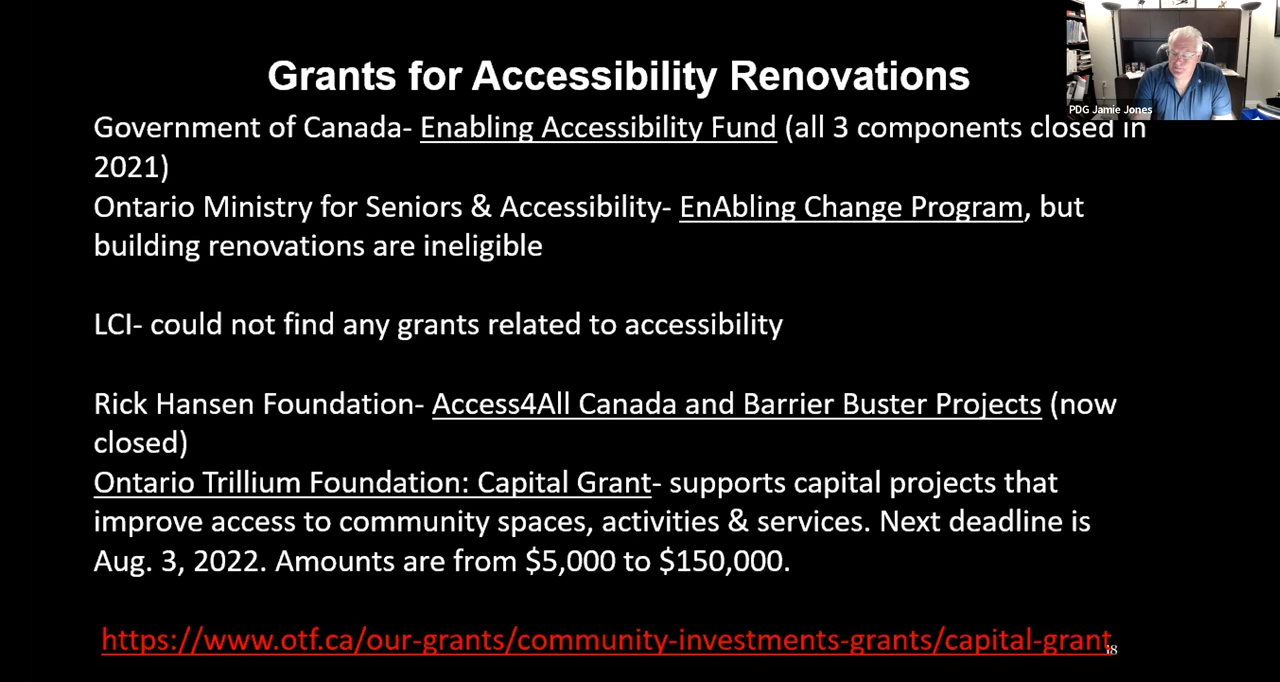 Grants for Accessibility Renovations
PDG Jamie Jones
Government of Canada- Enabling Accessibility Fund (all 3 components closed in
2021)
Ontario Ministry for Seniors & Accessibility- EnAbling Change Program, but
building renovations are ineligible
LCI- could not find any grants related to accessibility
Rick Hansen Foundation- Access4All Canada and Barrier Buster Projects (now
closed)
Ontario Trillium Foundation: Capital Grant- supports capital projects that
improve access to community spaces, activities & services. Next deadline is
Aug. 3, 2022. Amounts are from $5,000 to $150,000.
https://www.otf.ca/our-grants/community-investments-grants/capital-grant
18